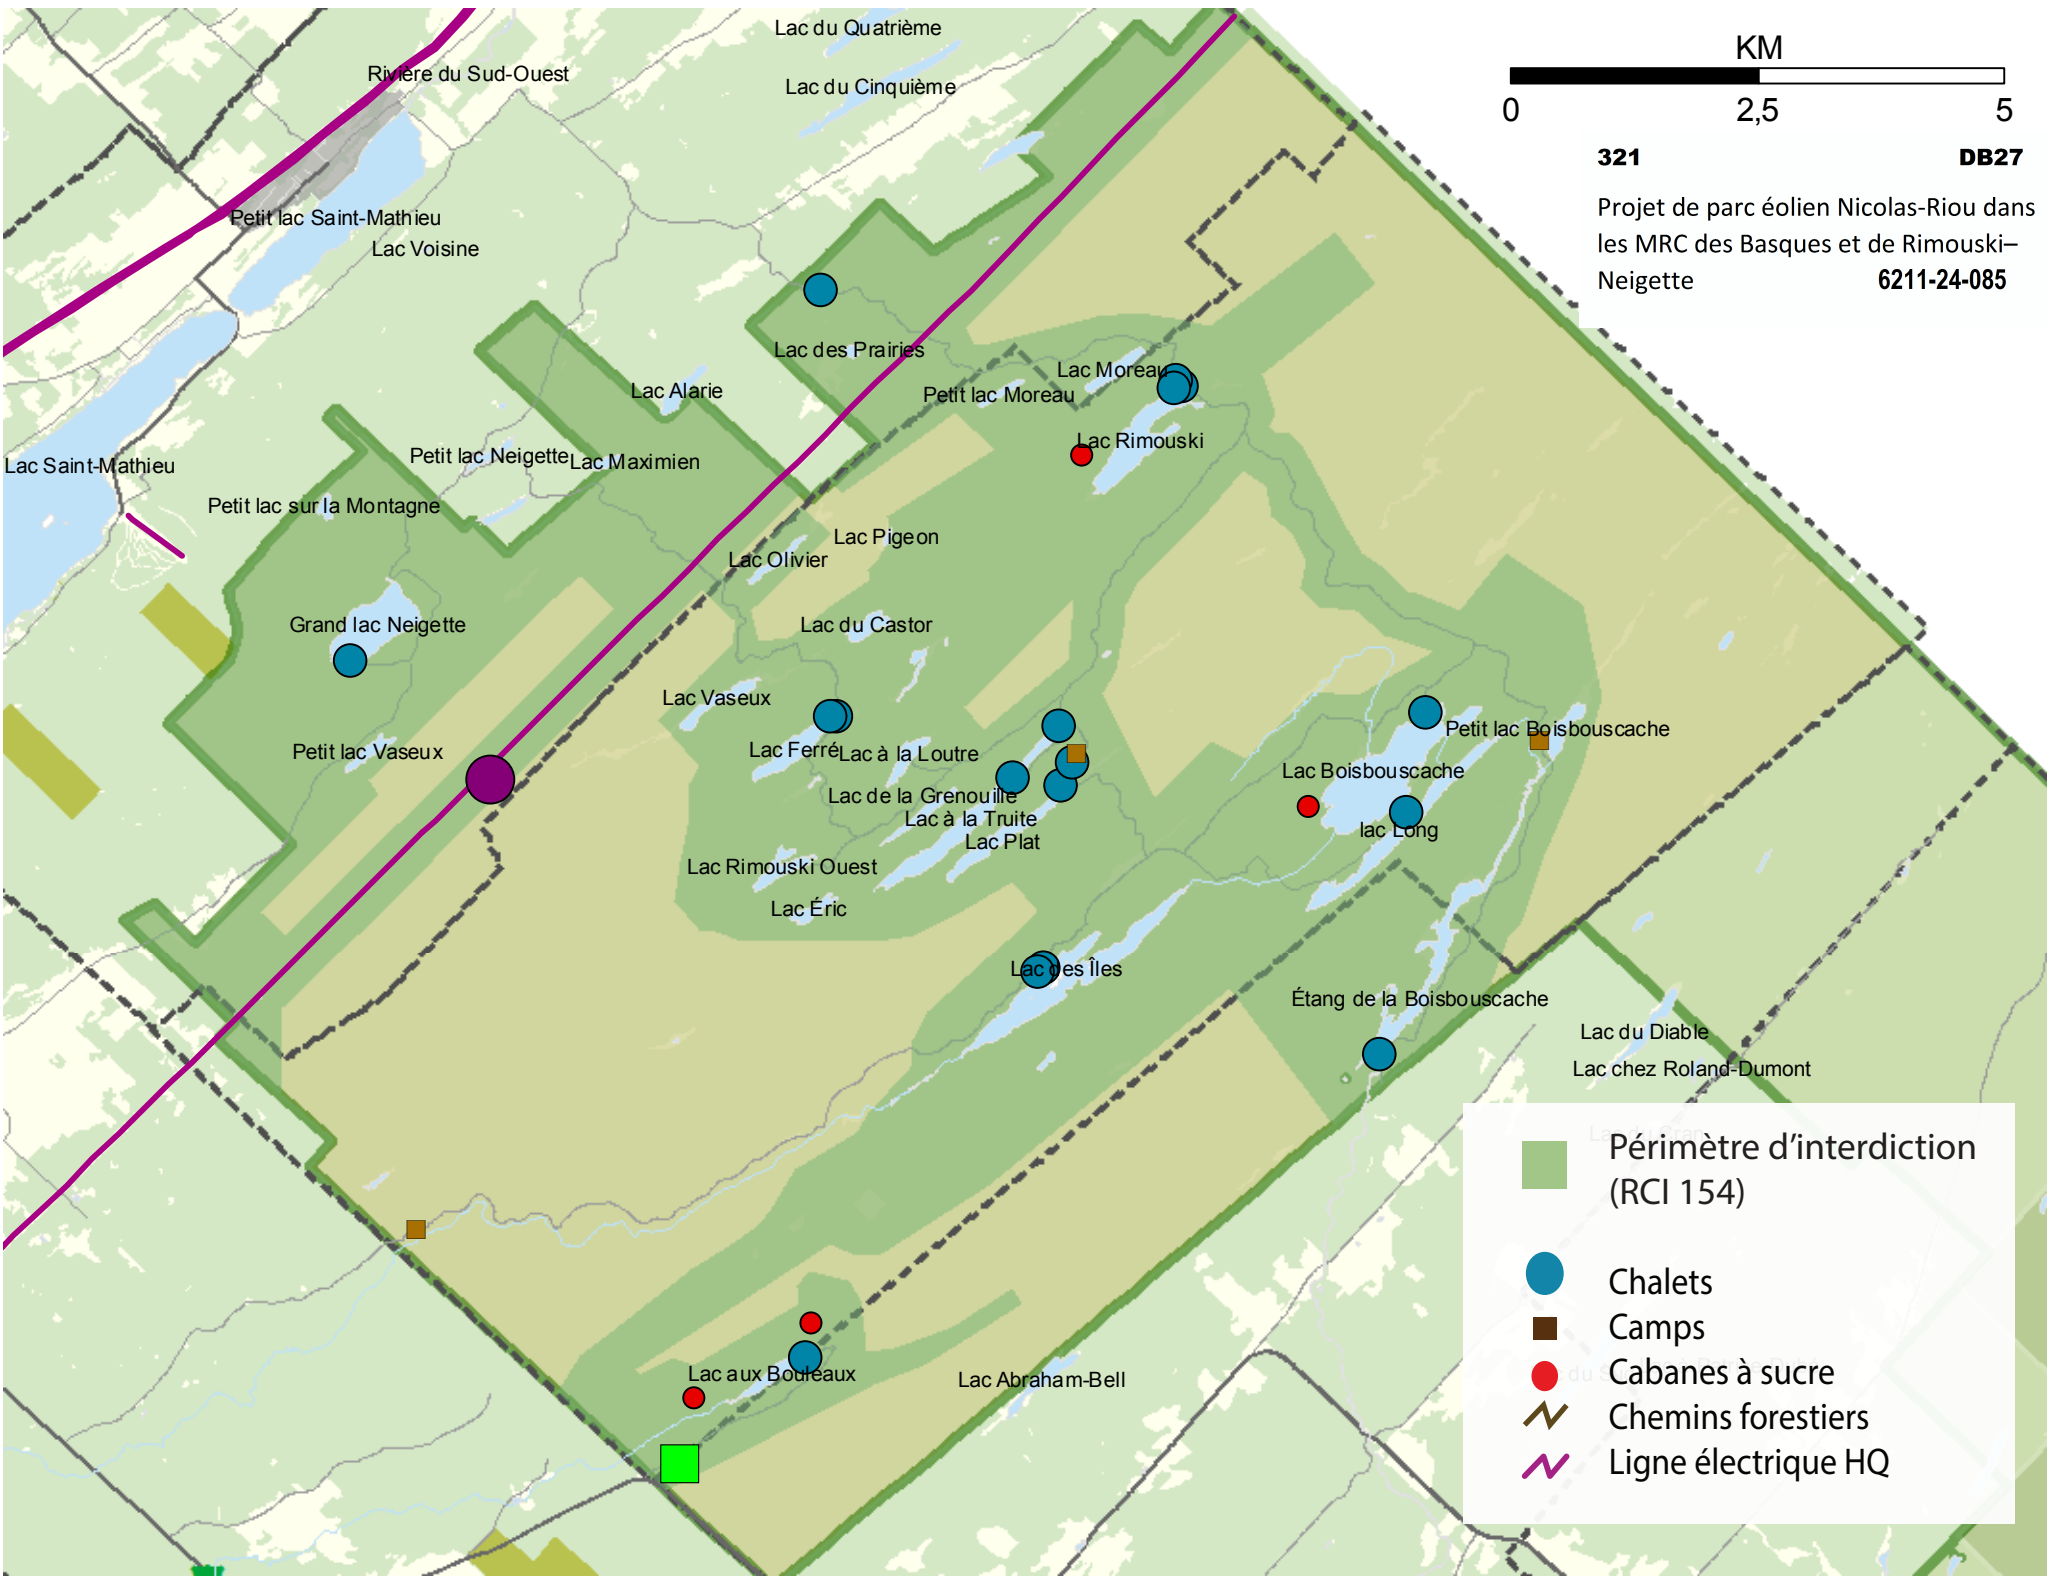 Lac du Quatrième
KM
Rivière du Sud-Ouest
Lac du Cinquième
0 2,5 5
321 DB27
Projet de parc éolien Nicolas-Riou dans
les MRC des Basques et de Rimouski–
Neigette 6211-24-085
Petit lac Saint-Mathieu
Lac Voisine
Lac des Prairies
Lac Moreau
Lac Alarie
Petit lac Moreau
Lac Rimouski
Petit lac Neigette
Lac Maximien
Lac Saint-Mathieu
Petit lac sur la Montagne
Lac Pigeon
Lac Olivier
Grand lac Neigette
Lac du Castor
Lac Vaseux
Petit lac Boisbouscache
Petit lac Vaseux
Lac Ferré
Lac à la Loutre
Lac Boisbouscache
Lac de la Grenouille
Lac à la Truite
lac Long
Lac Plat
Lac Rimouski Ouest
Lac Éric
Lac des Îles
Étang de la Boisbouscache
Lac du Diable
Lac chez Roland-Dumont
Périmètre d’interdiction
(RCI 154)
Chalets
Camps
Cabanes à sucre
Chemins forestiers
Ligne électrique HQ
Lac aux Bouleaux
Lac Abraham-Bell